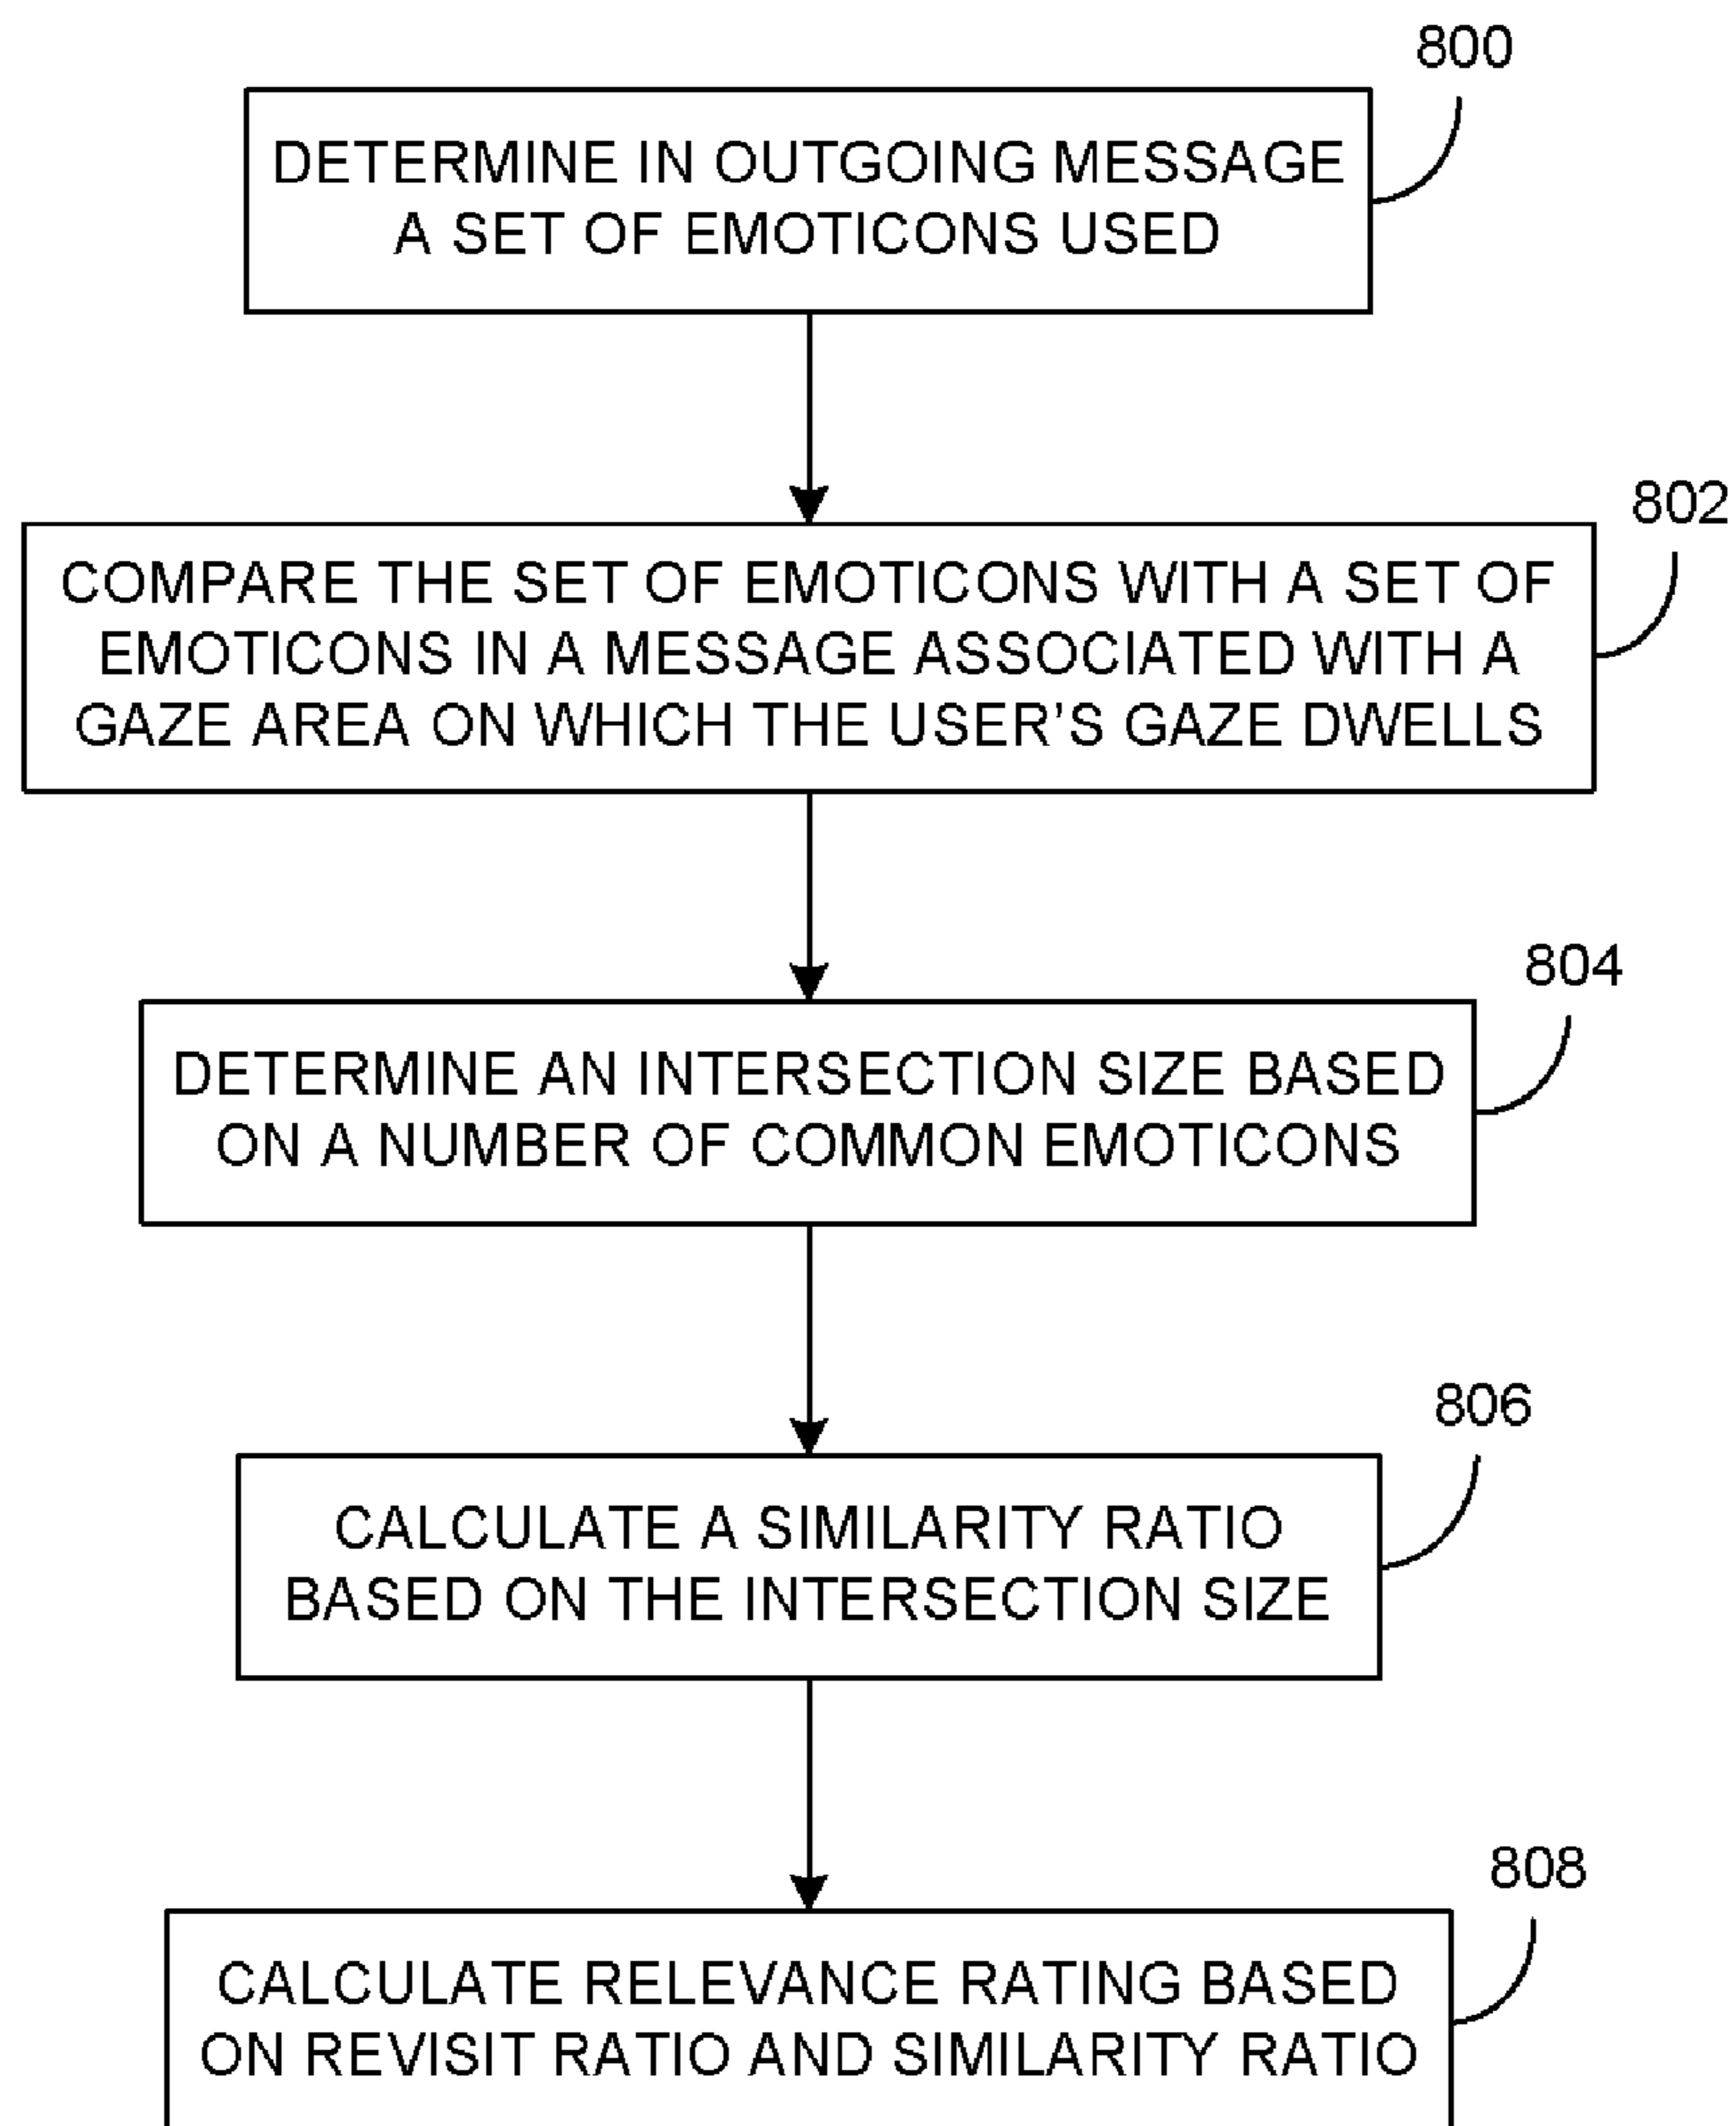 800
DETERMINE IN OUTGOING MESSAGE
A SET OF EMOTICONS USED
802
COMPARE THE SET OF EMOTICONS WITH A SET OF
EMOTICONS IN A MESSAGE ASSOCIATED WITH A
GAZE AREA ON WHICH THE USER'S GAZE DWELLS
804
DETERMINE AN INTERSECTION SIZE BASED
ON A NUMBER OF COMMON EMOTICONS
806
CALCULATE A SIMILARITY RATIO
BASED ON THE INTERSECTION SIZE
808
CALCULATE RELEVANCE RATING BASED
ON REVISIT RATIO AND SIMILARITY RATIO